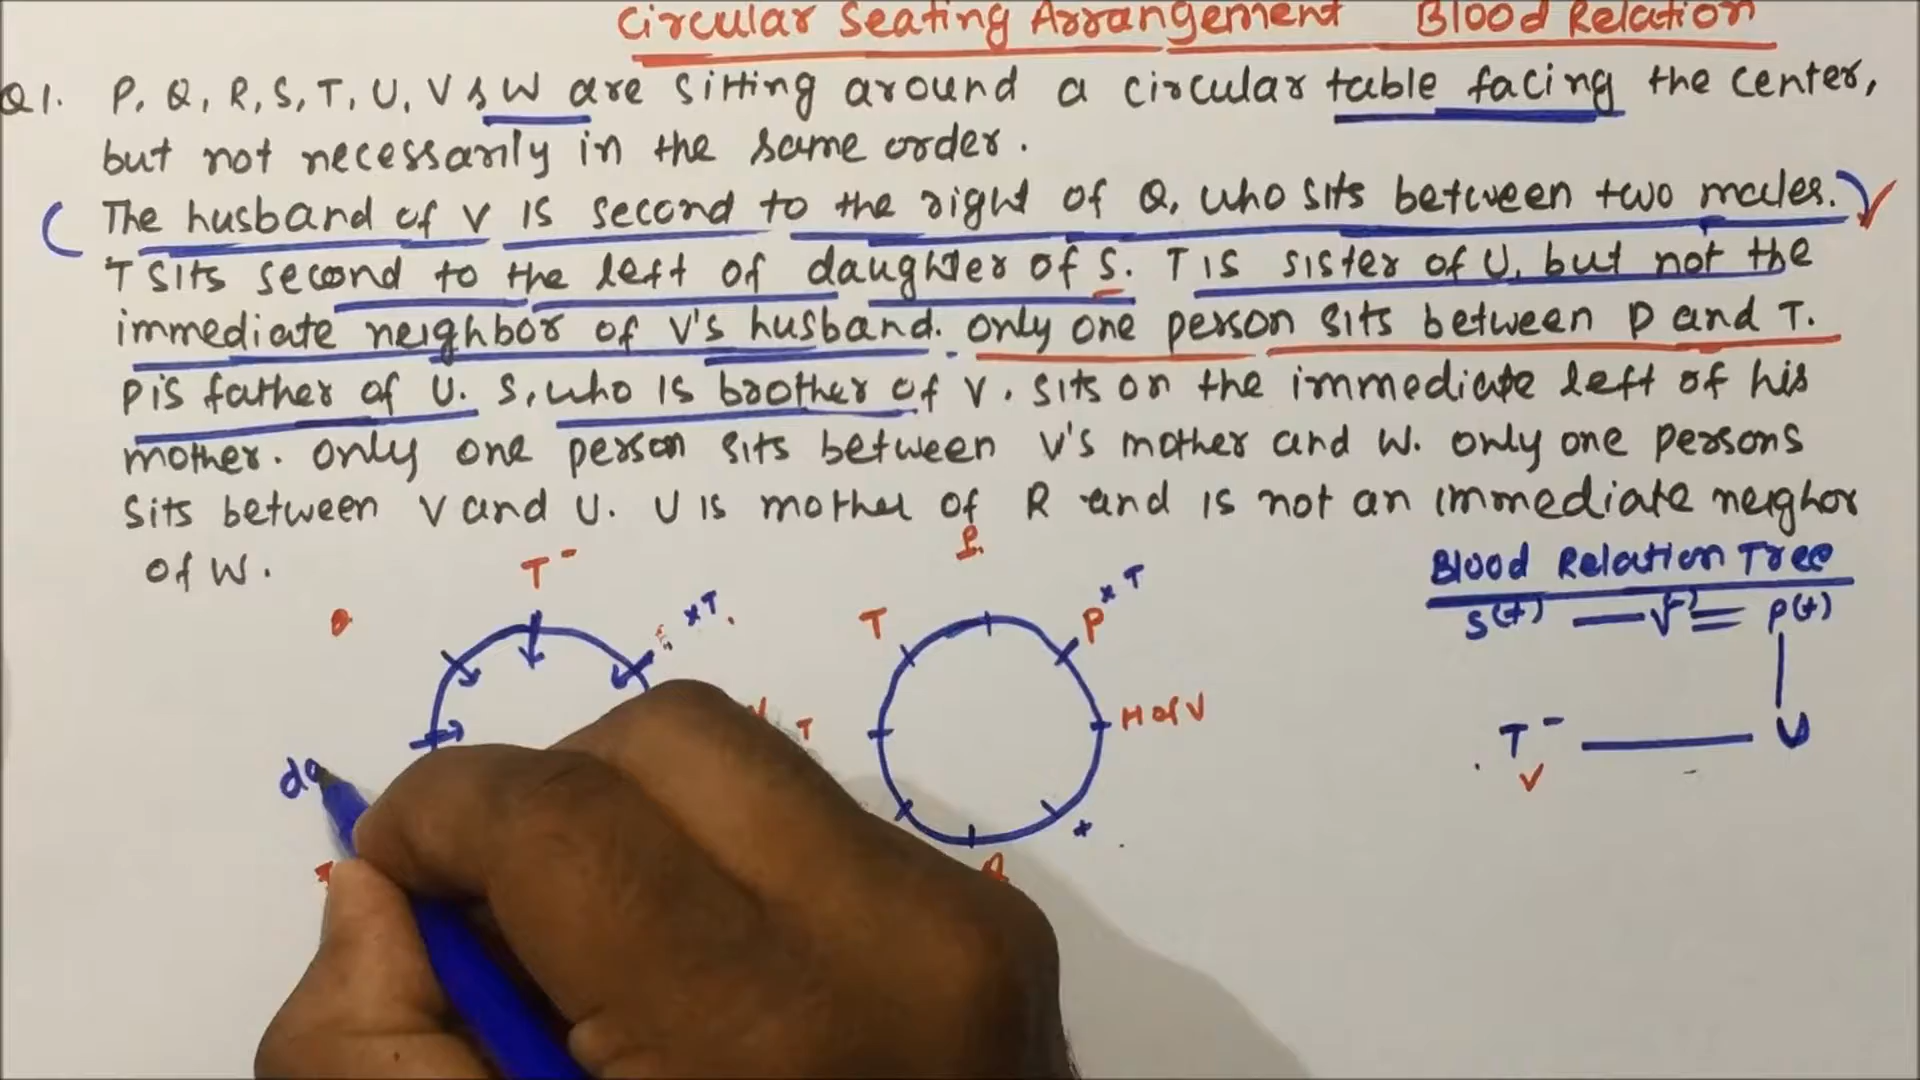 Circular Seating Arrangement Blood Relation
Q1. P, Q, R, S, T, U, V & W are sitting around a circular table facing the center,
but not necessarily in the same order.
The husband of V is second to the right of Q, who sits between two males.
T sits second to the left of daughter of S. T is sister of U, but not the
immediate neighbor of V's husband. only one person sits between P and T.
P is father of U. S, who is brother of V, sits on the immediate left of his
mother. only one person sits between V's mother and W. only one persons
sits between V and U. U is mother of R and is not an immediate neighor
of W.
Blood Relation Tree
S(+) — V(-) = P(+)
T - U
V
T -
x T
T
P x T
T
H of V
+
da